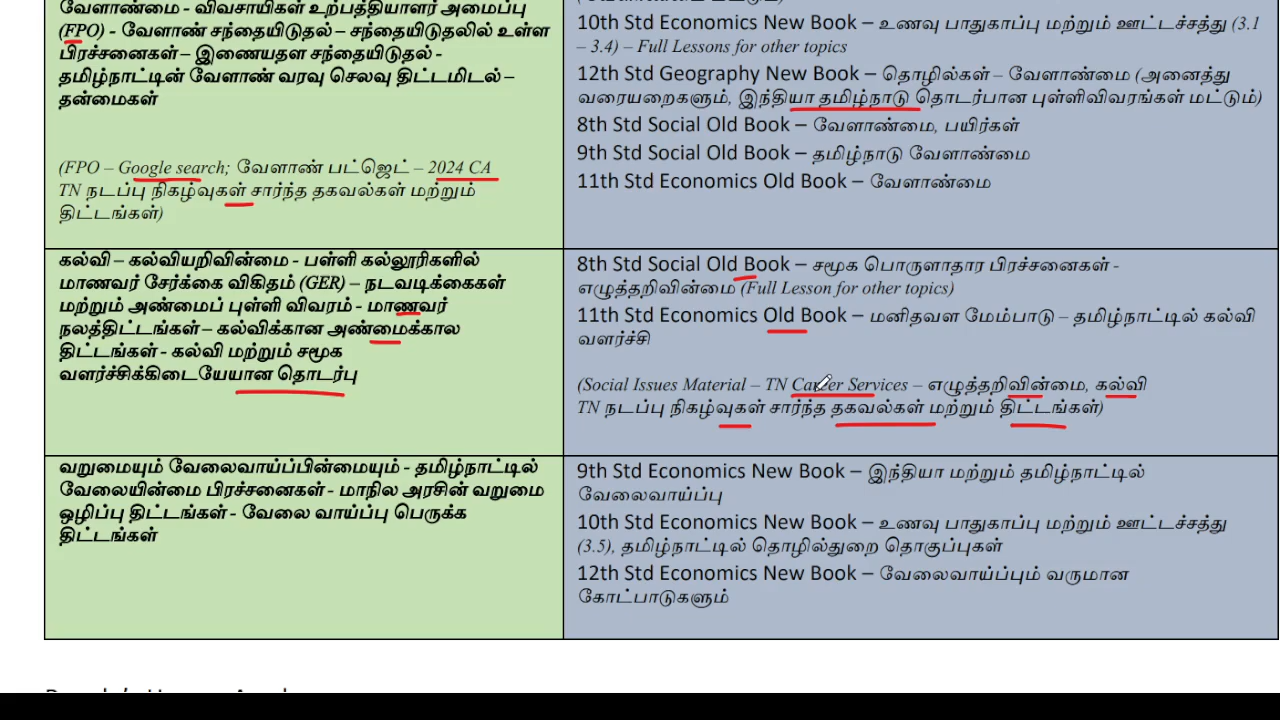 வேளாண்மை - விவசாயிகள் உற்பத்தியாளர் அமைப்பு
(FPO) - வேளாண் சந்தையிடுதல் – சந்தையிடுதலில் உள்ள
பிரச்சனைகள் – இணையதள சந்தையிடுதல் -
தமிழ்நாட்டின் வேளாண் வரவு செலவு திட்டமிடல் –
தன்மைகள்
(FPO – Google search; வேளாண் பட்ஜெட் – 2024 CA
TN நடப்பு நிகழ்வுகள் சார்ந்த தகவல்கள் மற்றும்
திட்டங்கள்)
10th Std Economics New Book – உணவு பாதுகாப்பு மற்றும் ஊட்டச்சத்து (3.1
– 3.4) – Full Lessons for other topics
12th Std Geography New Book – தொழில்கள் – வேளாண்மை (அனைத்து
வரையறைகளும், இந்தியா தமிழ்நாடு தொடர்பான புள்ளிவிவரங்கள் மட்டும்)
8th Std Social Old Book – வேளாண்மை, பயிர்கள்
9th Std Social Old Book – தமிழ்நாடு வேளாண்மை
11th Std Economics Old Book – வேளாண்மை
கல்வி – கல்வியறிவின்மை - பள்ளி கல்லூரிகளில்
மாணவர் சேர்க்கை விகிதம் (GER) – நடவடிக்கைகள்
மற்றும் அண்மைப் புள்ளி விவரம் - மாணவர்
நலத்திட்டங்கள் – கல்விக்கான அண்மைக்கால
திட்டங்கள் - கல்வி மற்றும் சமூக
வளர்ச்சிக்கிடையேயான தொடர்பு
8th Std Social Old Book – சமூக பொருளாதார பிரச்சனைகள் -
எழுத்தறிவின்மை (Full Lesson for other topics)
11th Std Economics Old Book – மனிதவள மேம்பாடு – தமிழ்நாட்டில் கல்வி
வளர்ச்சி
(Social Issues Material – TN Career Services – எழுத்தறிவின்மை, கல்வி
TN நடப்பு நிகழ்வுகள் சார்ந்த தகவல்கள் மற்றும் திட்டங்கள்)
வறுமையும் வேலைவாய்ப்பின்மையும் - தமிழ்நாட்டில்
வேலையின்மை பிரச்சனைகள் - மாநில அரசின் வறுமை
ஒழிப்பு திட்டங்கள் - வேலை வாய்ப்பு பெருக்க
திட்டங்கள்
9th Std Economics New Book – இந்தியா மற்றும் தமிழ்நாட்டில்
வேலைவாய்ப்பு
10th Std Economics New Book – உணவு பாதுகாப்பு மற்றும் ஊட்டச்சத்து
(3.5), தமிழ்நாட்டில் தொழில்துறை தொகுப்புகள்
12th Std Economics New Book – வேலைவாய்ப்பும் வருமான
கோட்பாடுகளும்